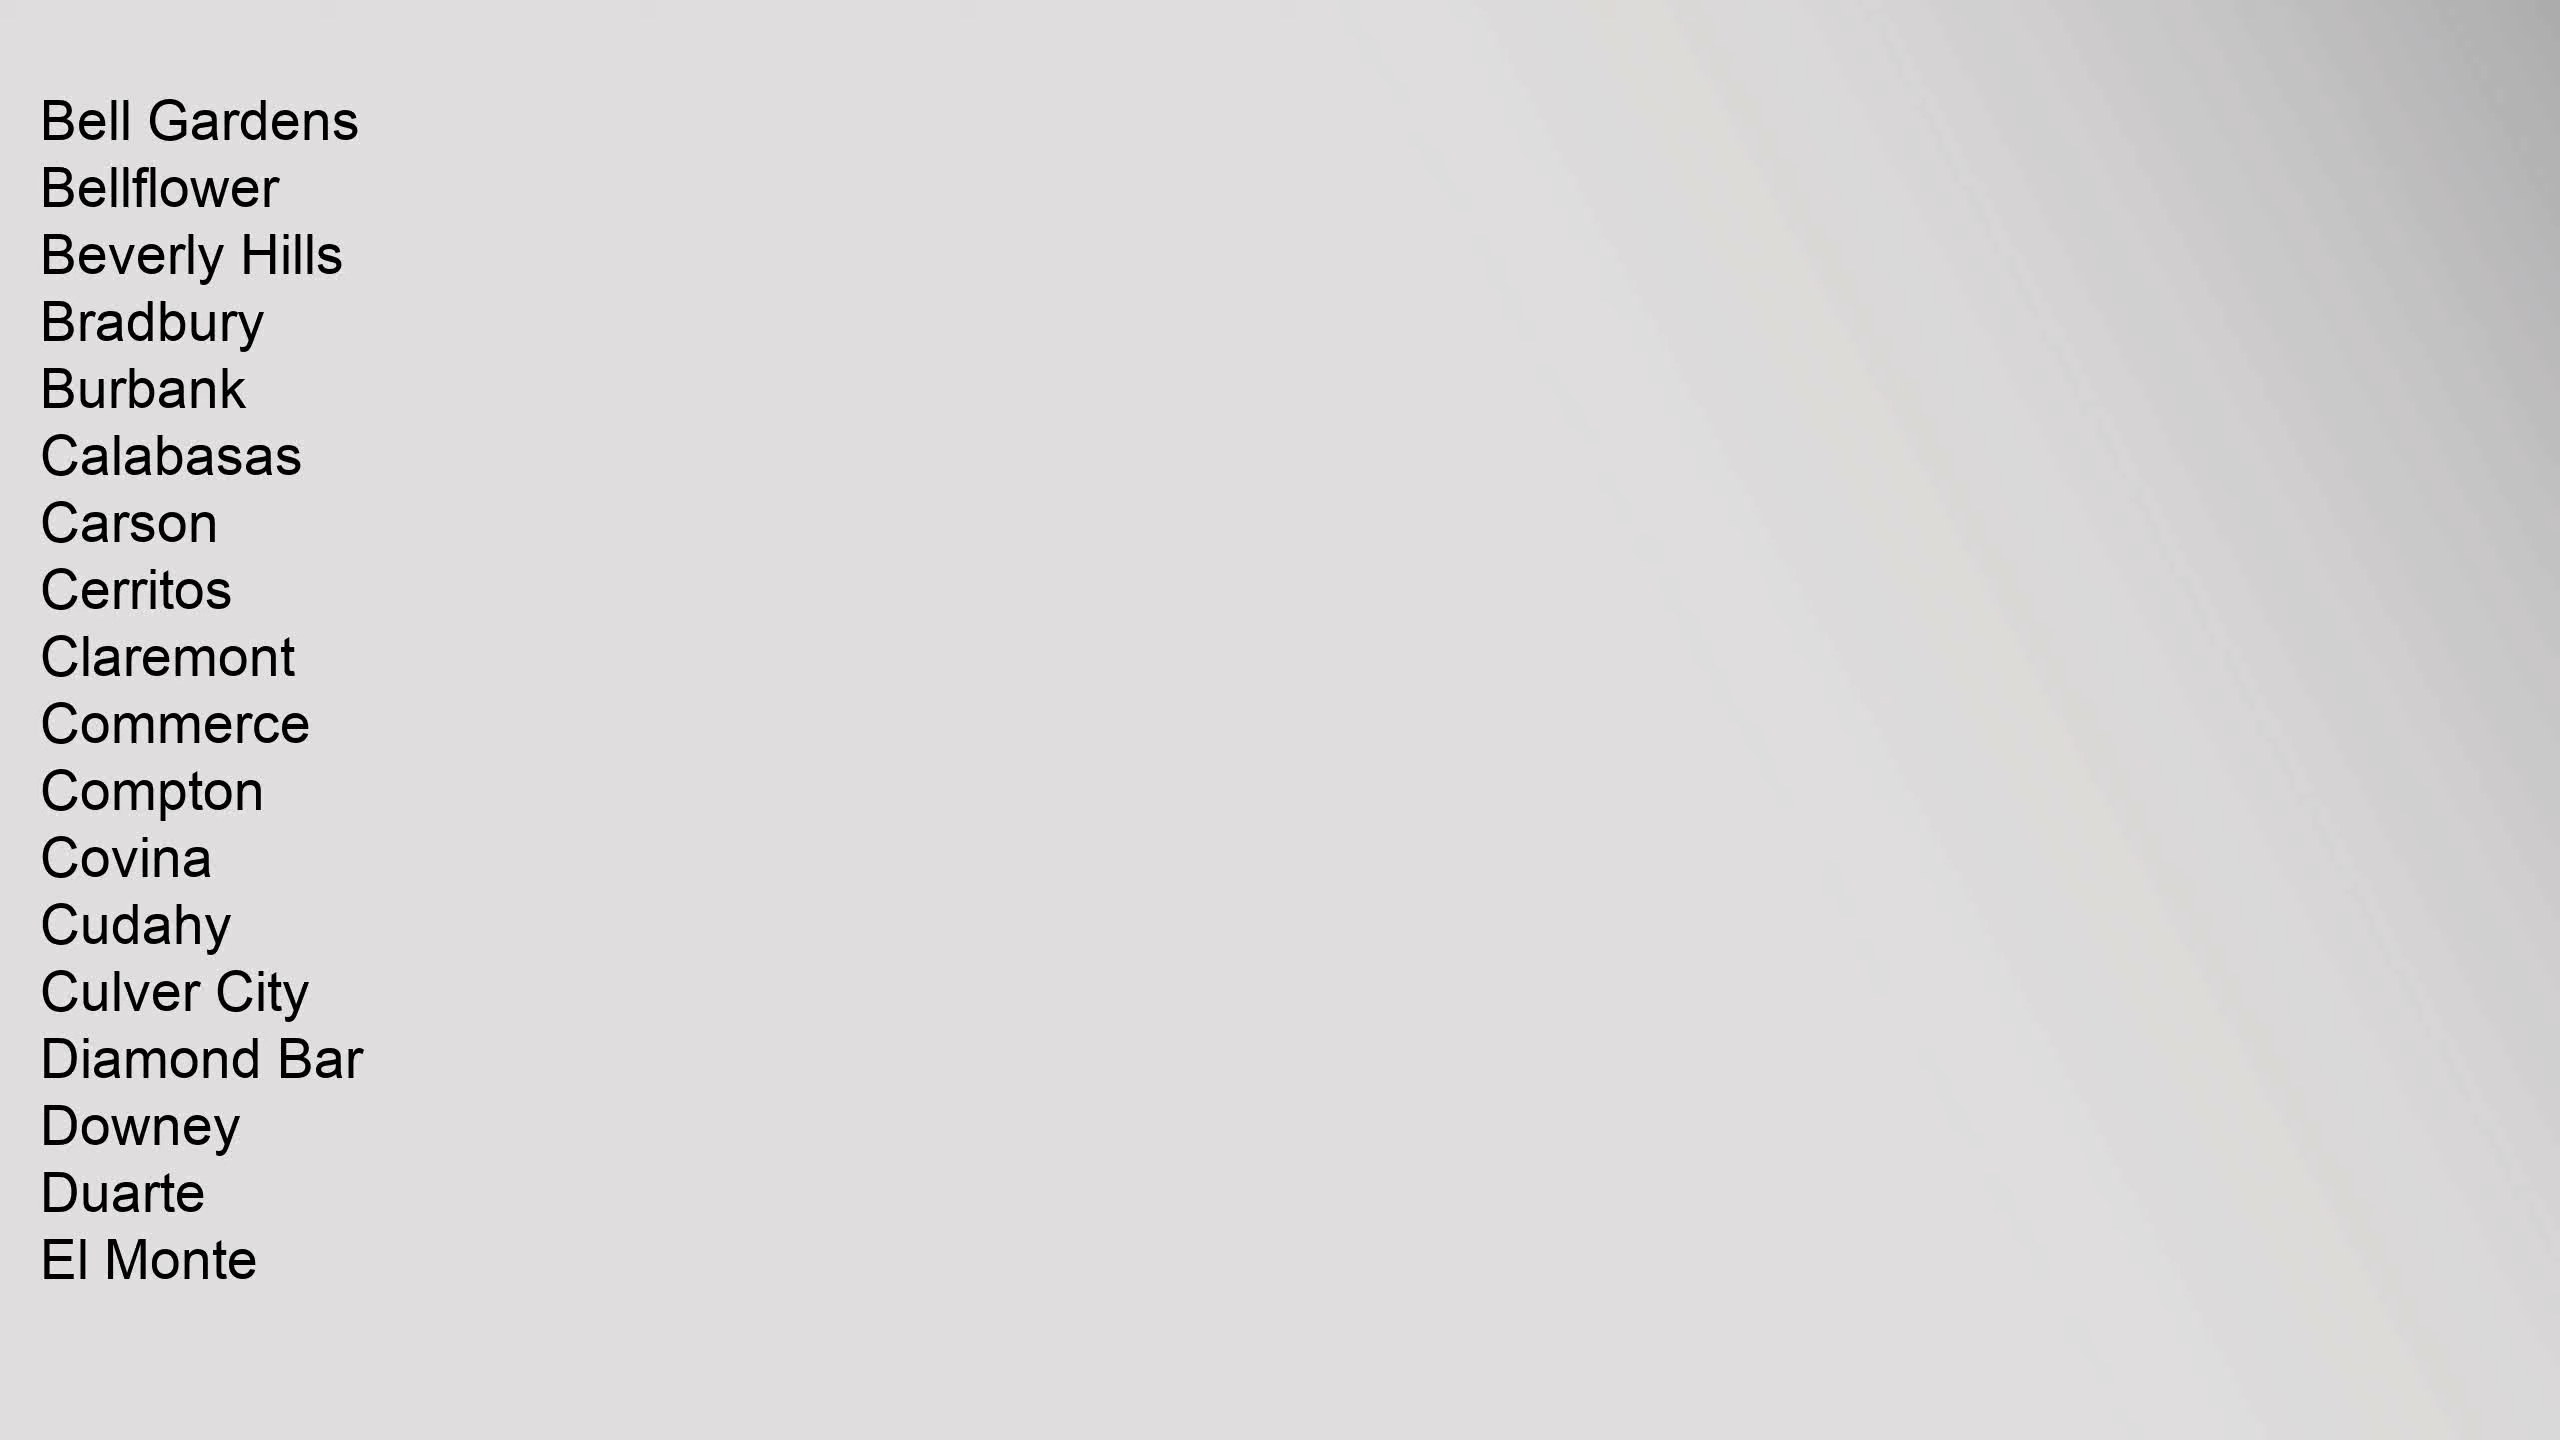 Bell Gardens
Bellflower
Beverly Hills
Bradbury
Burbank
Calabasas
Carson
Cerritos
Claremont
Commerce
Compton
Covina
Cudahy
Culver City
Diamond Bar
Downey
Duarte
El Monte